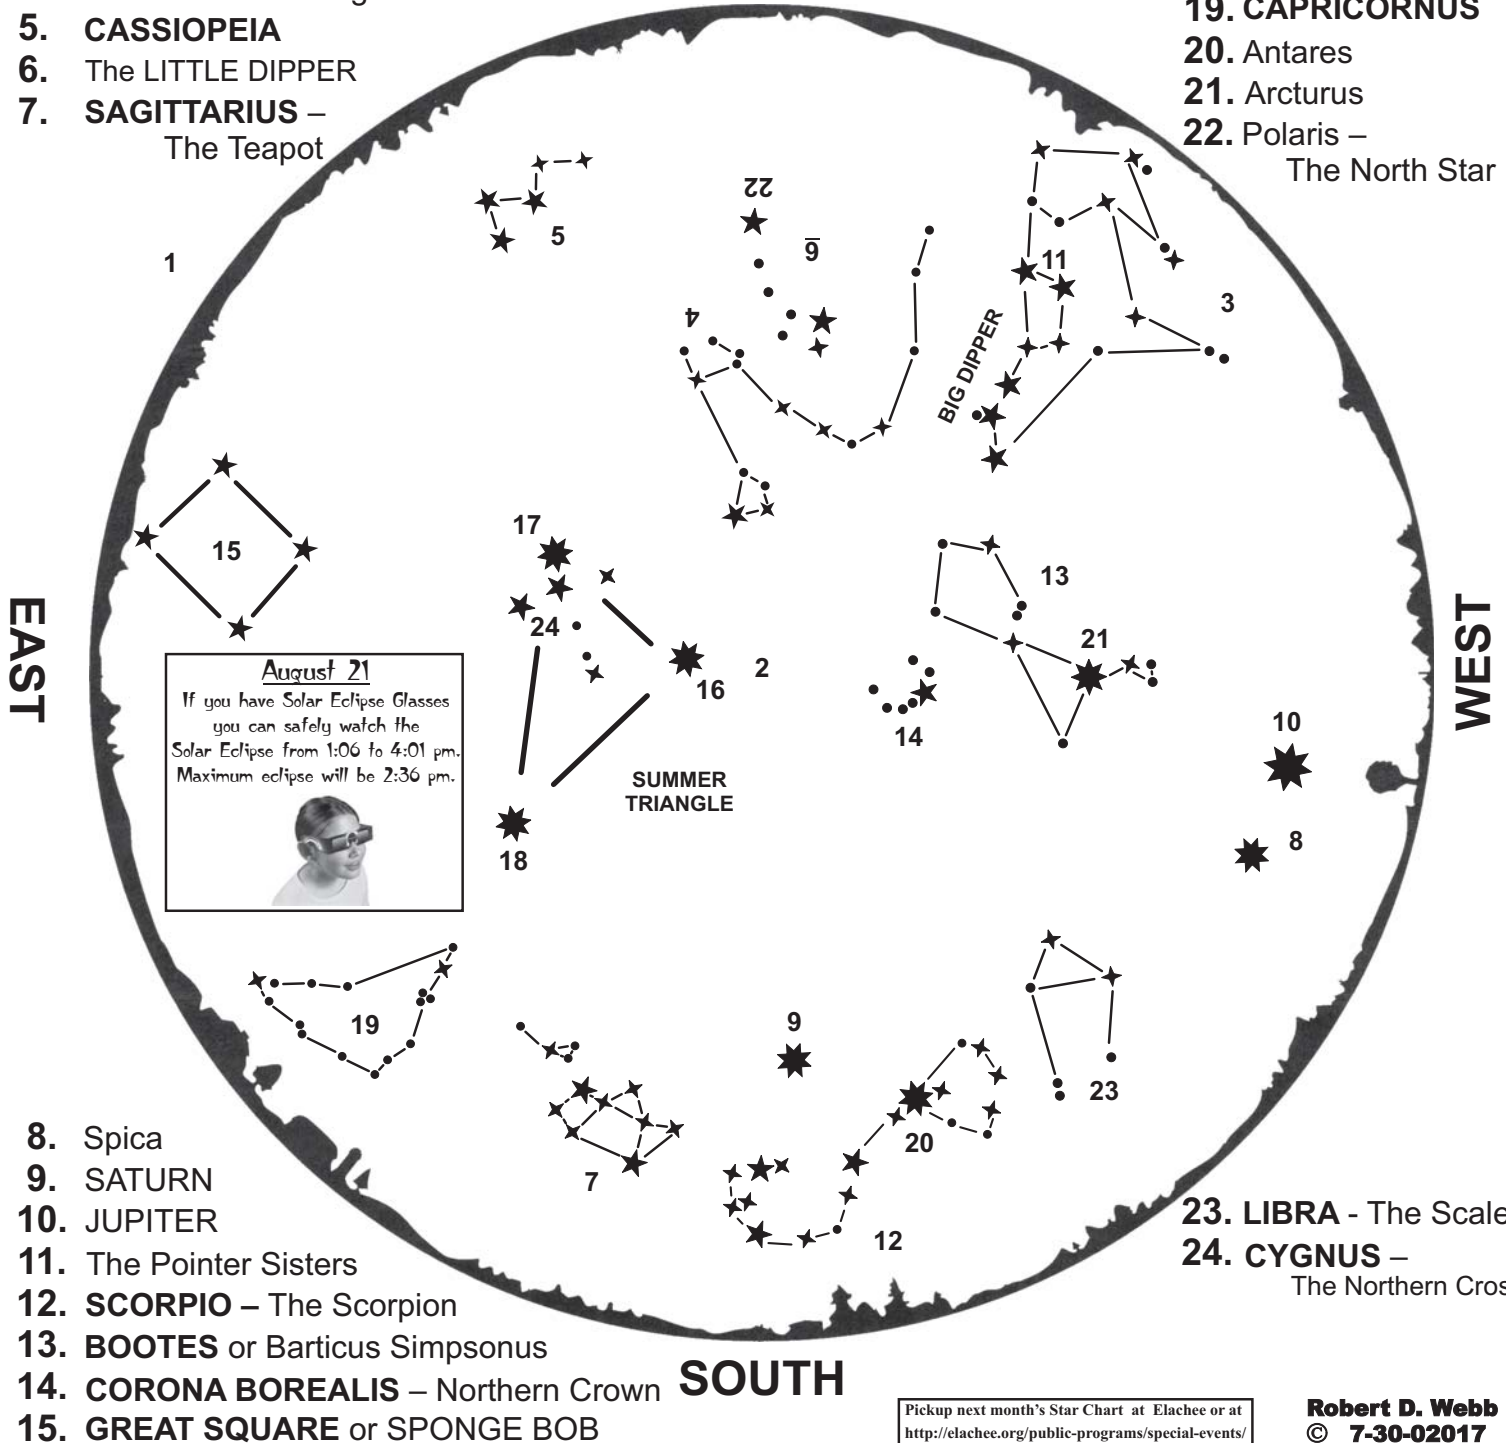 5. CASSIOPEIA
6. The LITTLE DIPPER
7. SAGITTARIUS –
The Teapot
19. CAPRICORNUS
20. Antares
21. Arcturus
22. Polaris –
The North Star
22
5
6
1
11
3
4
BIG DIPPER
15
17
13
24
21
2
16
14
10
8
18
SUMMER
TRIANGLE
EAST
WEST
August 21
If you have Solar Eclipse Glasses
you can safely watch the
Solar Eclipse from 1:06 to 4:01 pm.
Maximum eclipse will be 2:36 pm.
19
9
23
20
7
12
8. Spica
9. SATURN
10. JUPITER
11. The Pointer Sisters
12. SCORPIO – The Scorpion
13. BOOTES or Barticus Simpsonus
14. CORONA BOREALIS – Northern Crown
15. GREAT SQUARE or SPONGE BOB
SOUTH
23. LIBRA - The Scale
24. CYGNUS –
The Northern Cros
Pickup next month's Star Chart at Elachee or at
http://elachee.org/public-programs/special-events/
Robert D. Webb
© 7-30-02017